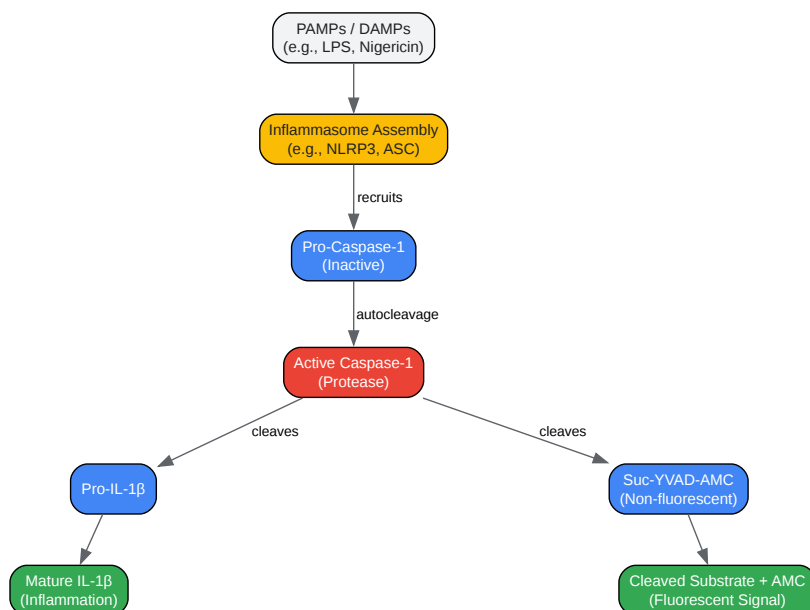 PAMPs / DAMPs
(e.g., LPS, Nigericin)
Inflammasome Assembly
(e.g., NLRP3, ASC)
recruits
Pro-Caspase-1
(Inactive)
autocleavage
Active Caspase-1
(Protease)
cleaves
cleaves
Pro-IL-1β
Suc-YVAD-AMC
(Non-fluorescent)
Mature IL-1β
(Inflammation)
Cleaved Substrate + AMC
(Fluorescent Signal)